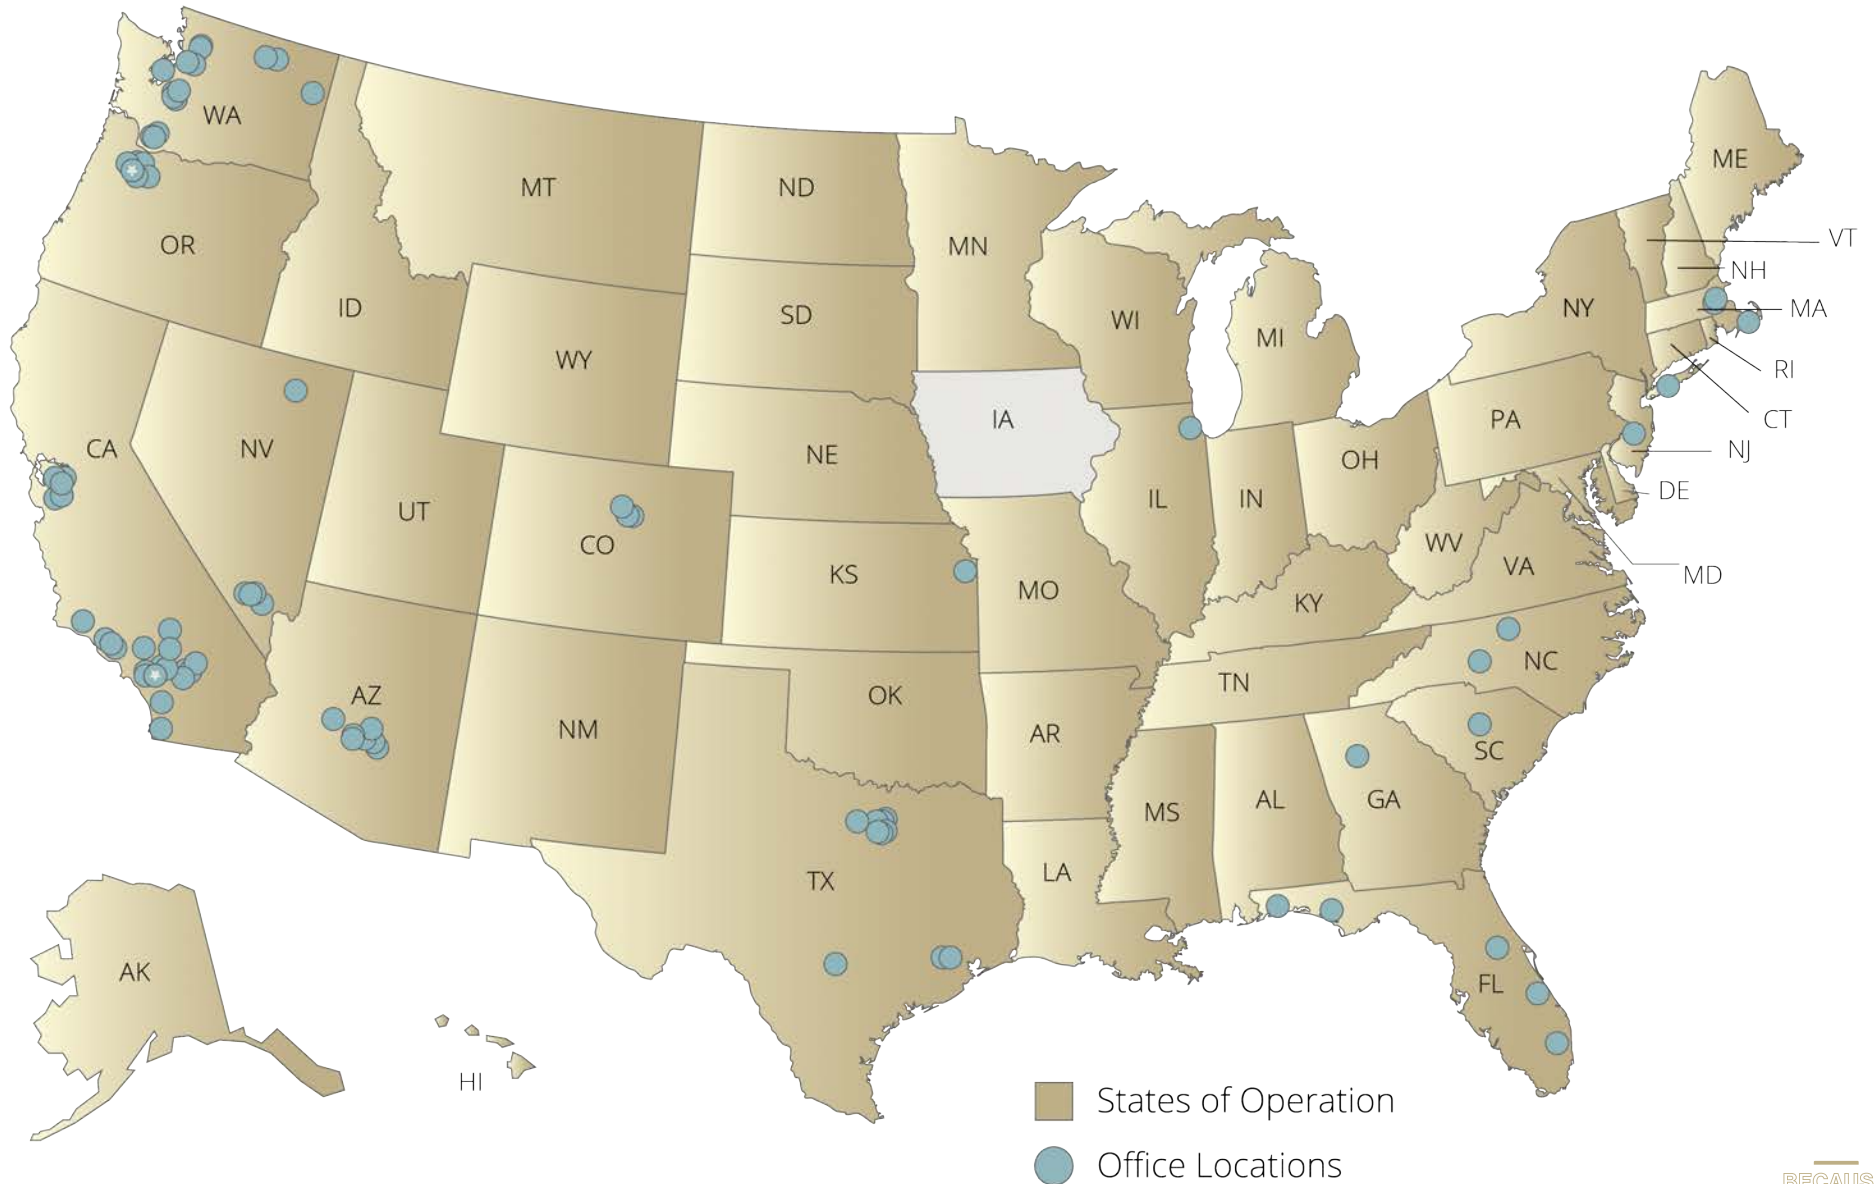 WA
MT
ND
ME
OR
MN
VT
NH
ID
SD
WI
MI
NY
MA
WY
RI
CA
NV
IA
PA
CT
NE
OH
NJ
UT
IL
IN
DE
CO
WV
KS
MO
VA
MD
KY
AZ
OK
TN
NC
NM
AR
SC
MS
AL
GA
TX
LA
AK
FL
HI
States of Operation
Office Locations